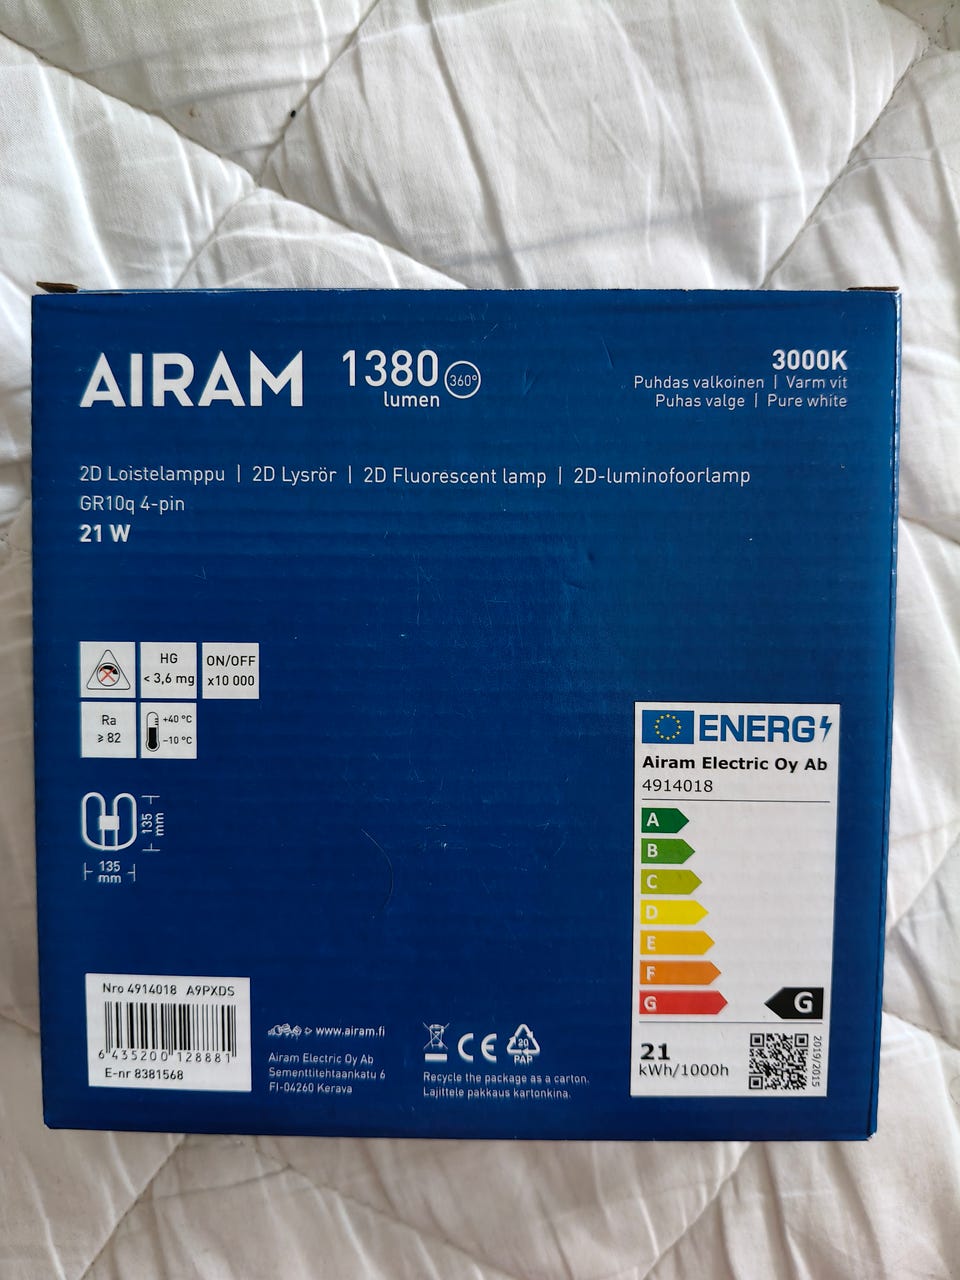 AIRAM
1380 360°
lumen
3000K
Puhdas valkoinen | Varm vit
Puhas valge | Pure white
2D Loistelamppu | 2D Lysrör | 2D Fluorescent lamp | 2D-luminofoorlamp
GR10q 4-pin
21 W
HG
< 3,6 mg
ON/OFF
x10 000
Ra
≥ 82
+40 °C
-10 °C
135 mm
135
mm
ENERG
Airam Electric Oy Ab
4914018
A
B
C
D
E
F
G
G
21
kWh/1000h
2019/2015
Nro 4914018 A9PXDS
6 435200 128881
E-nr 8381568
www.airam.fi
Airam Electric Oy Ab
Sementtitehtaankatu 6
FI-04260 Kerava
CE
20
PAP
Recycle the package as a carton.
Lajittele pakkaus kartonkina.